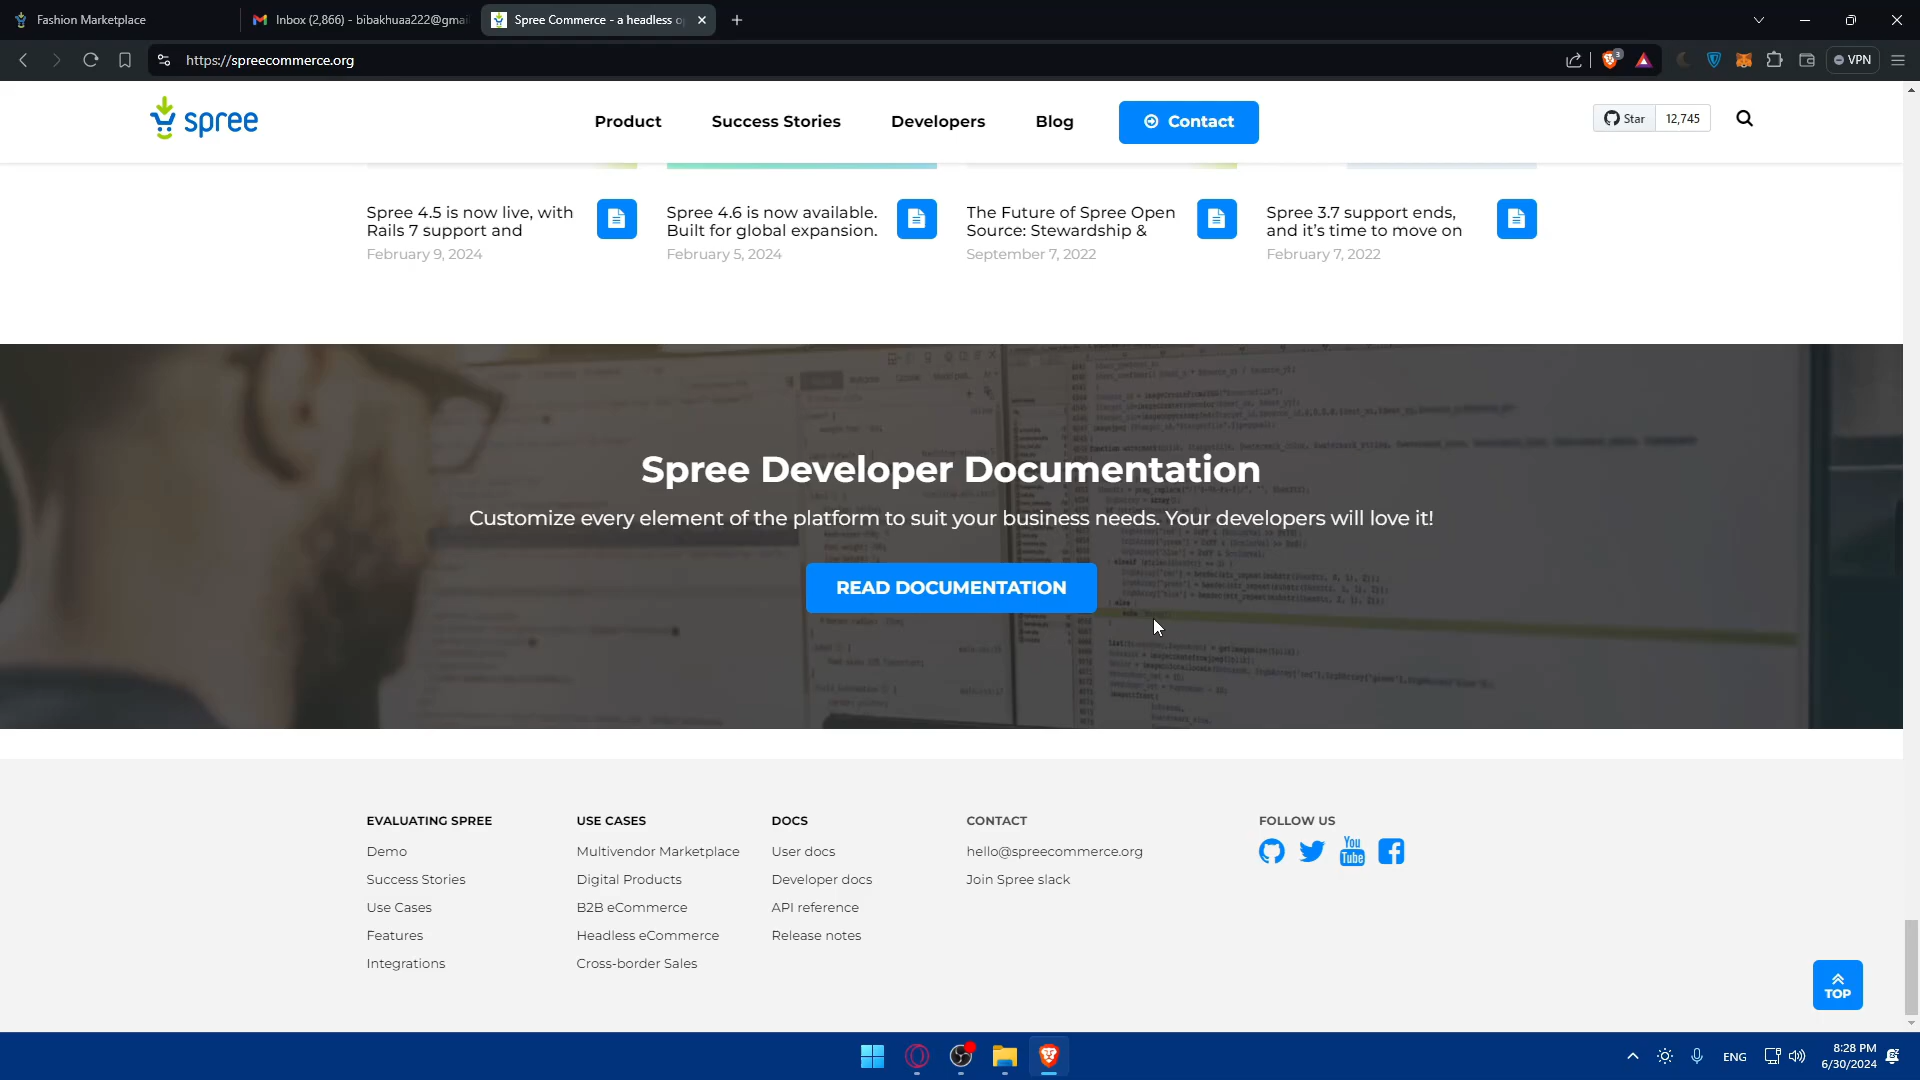 Fashion Marketplace
Inbox (2,866) - bibakhuaa222@gmai
Spree Commerce - a headless o
https://spreecommerce.org
3
VPN
spree
Product
Success Stories
Developers
Blog
Contact
Star
12,745
Spree 4.5 is now live, with
Rails 7 support and
February 9, 2024
Spree 4.6 is now available.
Built for global expansion.
February 5, 2024
The Future of Spree Open
Source: Stewardship &
September 7, 2022
Spree 3.7 support ends,
and it's time to move on
February 7, 2022
Spree Developer Documentation
Customize every element of the platform to suit your business needs. Your developers will love it!
READ DOCUMENTATION
EVALUATING SPREE
Demo
Success Stories
Use Cases
Features
Integrations
USE CASES
Multivendor Marketplace
Digital Products
B2B eCommerce
Headless eCommerce
Cross-border Sales
DOCS
User docs
Developer docs
API reference
Release notes
CONTACT
hello@spreecommerce.org
Join Spree slack
FOLLOW US
You
Tube
TOP
ENG
8:28 PM
6/30/2024